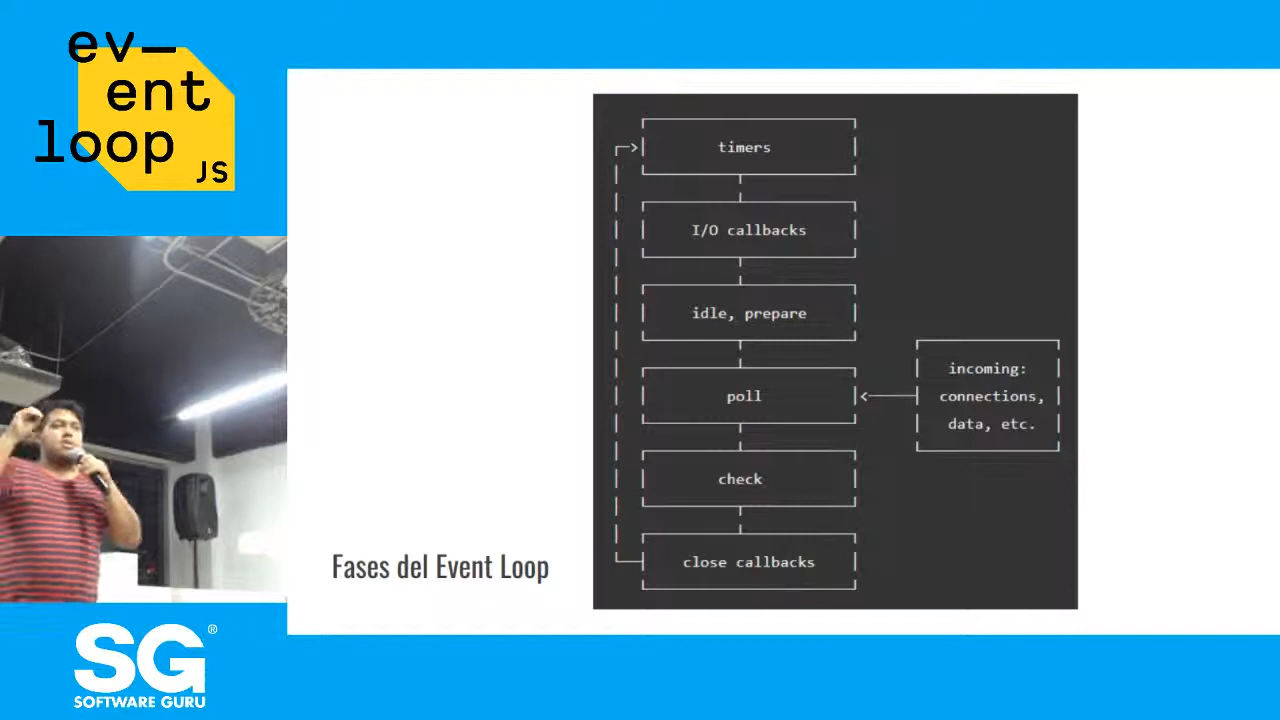 ev—
ent
loop
JS
timers
I/O callbacks
idle, prepare
poll
incoming:
connections,
data, etc.
check
close callbacks
Fases del Event Loop
SG®
SOFTWARE GURU